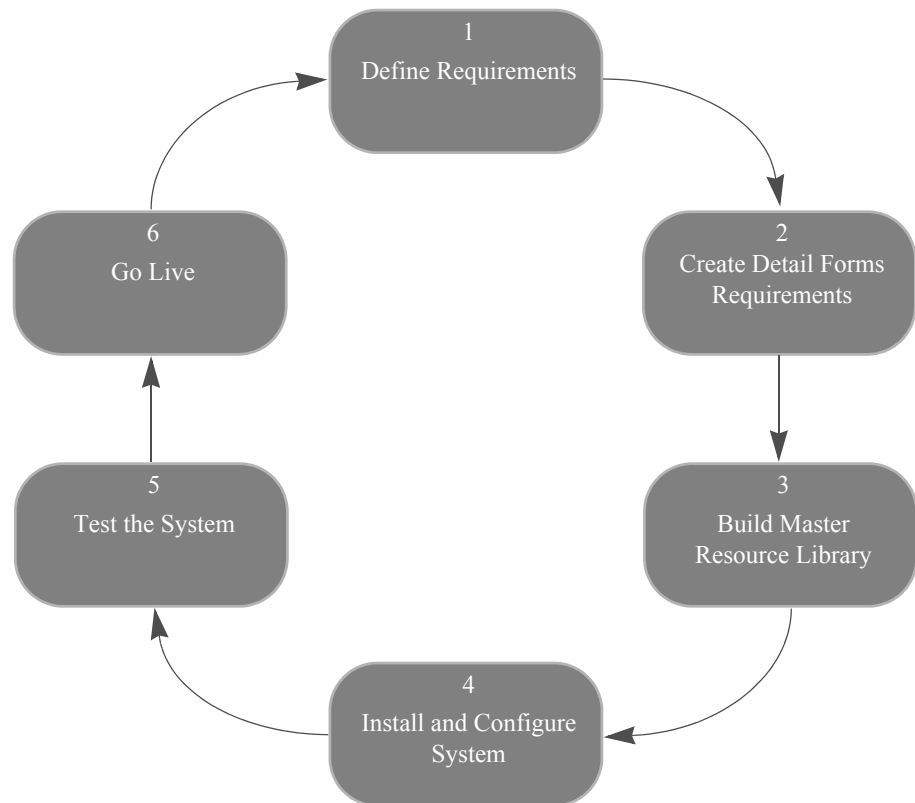 1
Define Requirements
2
Create Detail Forms
Requirements
3
Build Master
Resource Library
4
Install and Configure
System
5
Test the System
6
Go Live